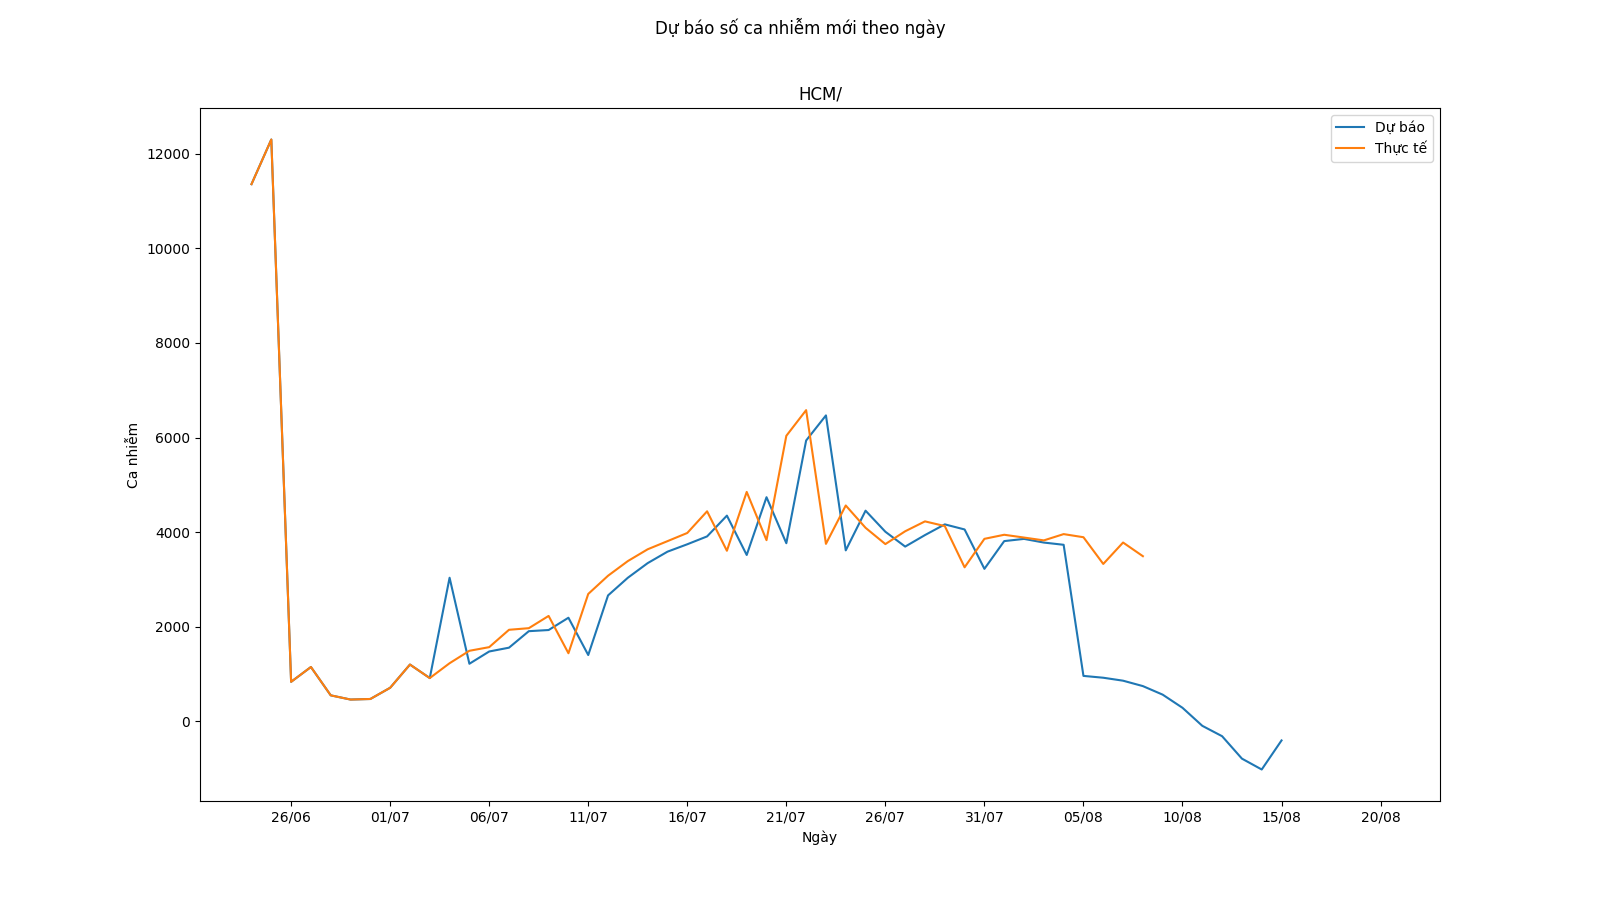 Dự báo số ca nhiễm mới theo ngày
HCM/
Dự báo
Thực tế
12000
10000
8000
6000
4000
2000
0
Ca nhiễm
26/06 01/07 06/07 11/07 16/07 21/07 26/07 31/07 05/08 10/08 15/08 20/08
Ngày